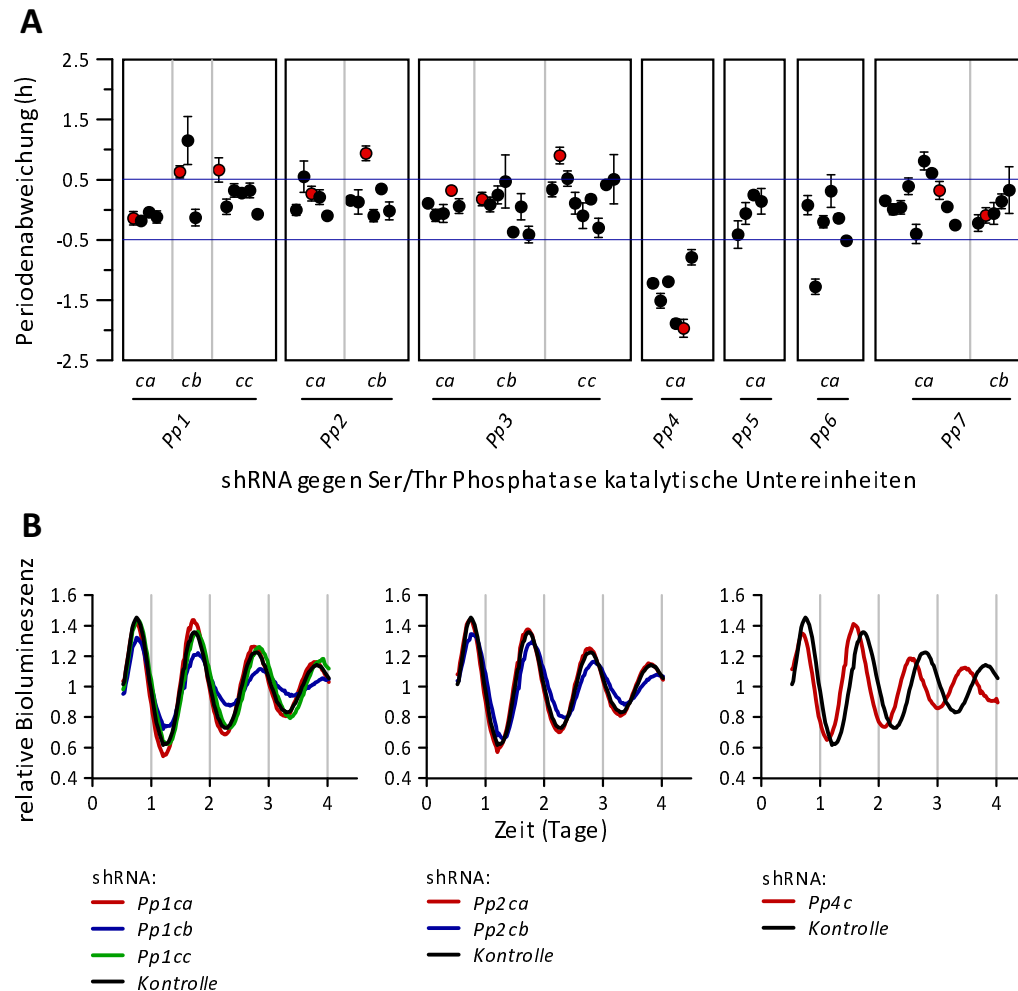 A
Periodenabweichung (h)
2.5
1.5
0.5
-0.5
-1.5
-2.5
ca cb cc ca cb ca cb cc ca ca ca ca cb
Pp1 Pp2 Pp3 Pp4 Pp5 Pp6 Pp7
shRNA gegen Ser/Thr Phosphatase katalytische Untereinheiten
B
relative Biolumineszenz
1.6 1.6 1.6
1.4 1.4 1.4
1.2 1.2 1.2
1 1 1
0.8 0.8 0.8
0.6 0.6 0.6
0.4 0.4 0.4
0 1 2 3 4 0 1 2 3 4 0 1 2 3 4
Zeit (Tage)
shRNA:
Pp1ca
Pp1cb
Pp1cc
Kontrolle
shRNA:
Pp2ca
Pp2cb
Kontrolle
shRNA:
Pp4c
Kontrolle